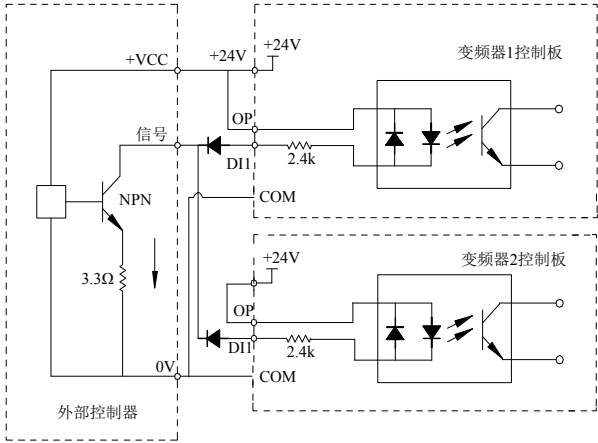 +VCC
+24V
+24V
变频器1控制板
OP
信号
DI1
2.4k
NPN
COM
3.3Ω
+24V
变频器2控制板
OP
DI1
2.4k
0V
COM
外部控制器